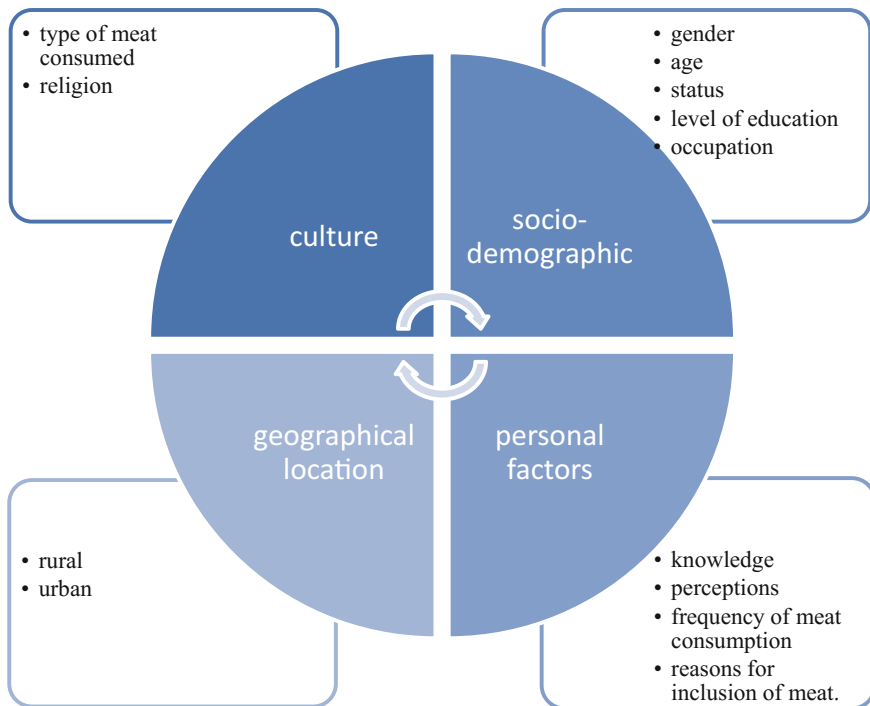 • type of meat
consumed
• religion
• gender
• age
• status
• level of education
• occupation
culture
socio-
demographic
geographical
location
personal
factors
• rural
• urban
• knowledge
• perceptions
• frequency of meat
consumption
• reasons for
inclusion of meat.